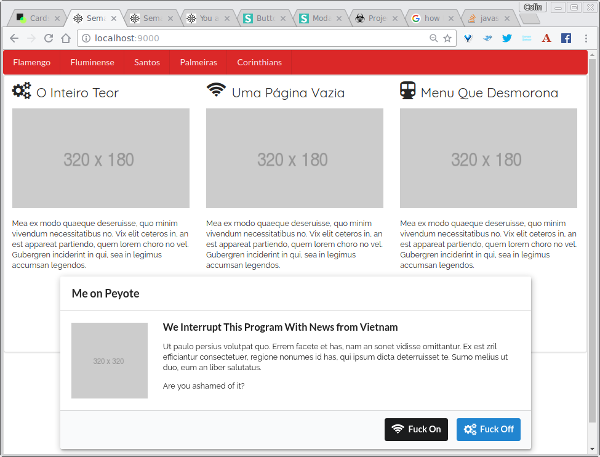 Colin
Card
Sema
Sema
You a
Butt
Moda
Proje
how
javas
localhost:9000
Flamengo Fluminense Santos Palmeiras Corinthians
O Inteiro Teor
Uma Página Vazia
Menu Que Desmorona
320 x 180
320 x 180
320 x 180
Mea ex modo quaeque deseruisse, quo minim
vivendum necessitatibus no. Vix elit ceteros in, an
est appareat partiendo, quem lorem choro no vel.
Gubergren inciderint in qui, sea in legimus
accumsan legendos.
Mea ex modo quaeque deseruisse, quo minim
vivendum necessitatibus no. Vix elit ceteros in, an
est appareat partiendo, quem lorem choro no vel.
Gubergren inciderint in qui, sea in legimus
accumsan legendos.
Mea ex modo quaeque deseruisse, quo minim
vivendum necessitatibus no. Vix elit ceteros in, an
est appareat partiendo, quem lorem choro no vel.
Gubergren inciderint in qui, sea in legimus
accumsan legendos.
Me on Peyote
320 x 320
We Interrupt This Program With News from Vietnam
Ut paulo persius volutpat quo. Errem facete et has, nam an sonet vidisse omittantur. Ex est zril
efficiantur consectetuer, regione nonumes id has, qui ipsum dicta deterruisset te. Sumo melius ut
duo, eum an liber salutatus.
Are you ashamed of it?
Fuck On
Fuck Off